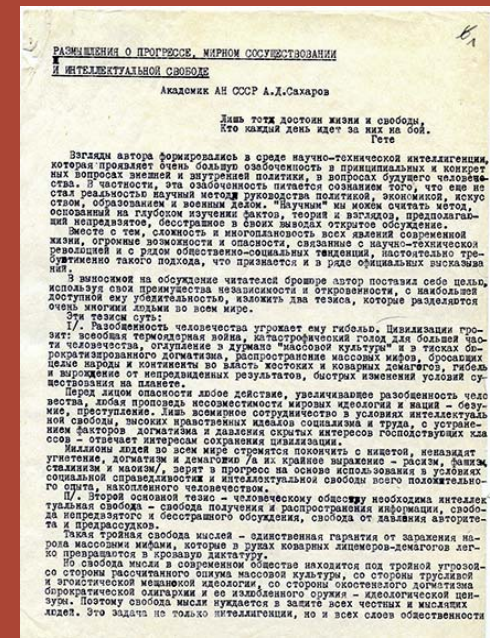 РАЗМЫШЛЕНИЯ О ПРОГРЕССЕ, МИРНОМ СОСУЩЕСТВОВАНИИ
И ИНТЕЛЛЕКТУАЛЬНОЙ СВОБОДЕ
Академик АН СССР А.Д.Сахаров
Лишь тот достоин жизни и свободы,
Кто каждый день идет за них на бой.
Гете
Взгляды автора формировались в среде научно-технической интеллигенции,
которая проявляет очень большую озабоченность в принципиальных и конкрет
ных вопросах внешней и внутренней политики, в вопросах будущего человече
ства. В частности, эта озабоченность питается сознанием того, что еще не
стал реальностью научный метод руководства политикой, экономикой, искус
ством, образованием и военным делом. "Научным" мы можем считать метод,
основанный на глубоком изучении фактов, теорий и взглядов, предполагаю-
щий непредвзятое, бесстрашное в своих выводах открытое обсуждение.
Вместе с тем, сложность и многоплановость всех явлений современной
жизни, огромные возможности и опасности, связанные с научно-технической
революцией и с рядом общественно-социальных тенденций, настоятельно тре-
буют именно такого подхода, что признается и в ряде официальных высказыва
ний.
В выносимой на обсуждение читателей брошюре автор поставил себе целью,
используя свои преимущества независимости и откровенности, с наибольшей
доступной ему убедительностью, изложить два тезиса, которые разделяются
очень многими людьми во всем мире.
Эти тезисы суть:
I/. Разобщенность человечества угрожает ему гибелью. Цивилизации гро-
зит: всеобщая термоядерная война, катастрофический голод для большей час
ти человечества, оглупление в дурмане "массовой культуры" и в тисках бю-
рократизированного догматизма, распространение массовых мифов, бросающих
целые народы и континенты во власть жестоких и коварных демагогов, гибель
и вырождение от непредвиденных результатов, быстрых изменений условий су
ществования на планете.
Перед лицом опасности любое действие, увеличивающее разобщенность чело
вества, любая проповедь несовместимости мировых идеологий и наций - безу-
мие, преступление. Лишь всемирное сотрудничество в условиях интеллектуаль
ной свободы, высоких нравственных идеалов социализма и труда, с устране-
нием факторов догматизма и давления скрытых интересов господствующих кла
ссов - отвечает интересам сохранения цивилизации.
Миллионы людей во всем мире стремятся покончить с нищетой, ненавидят
угнетение, догматизм и демагогию /а их крайнее выражение - расизм, фашизм,
сталинизм и маоизм/, верят в прогресс на основе использования в условиях
социальной справедливости и интеллектуальной свободы всего положительно-
го опыта, накопленного человечеством.
П/. Второй основной тезис - человеческому обществу необходима интеллек
туальная свобода - свобода получения и распространения информации, свобо-
да непредвзятого и бесстрашного обсуждения, свобода от давления авторите-
та и предрассудков.
Такая тройная свобода мыслей - единственная гарантия от заражения на-
рода массовыми мифами, которые в руках коварных лицемеров-демагогов лег-
ко превращаются в кровавую диктатуру.
Но свобода мысли в современном обществе находится под тройной угрозой-
со стороны рассчитанного опиума массовой культуры, со стороны трусливой
и эгоистической мещанской идеологии, со стороны окостенелого догматизма
бюрократической олигархии и ее излюбленного оружия - идеологической цен-
зуры. Поэтому свобода мысли нуждается в защите всех честных и мыслящих
людей. Это задача не только интеллигенции, но и всех слоев общественности